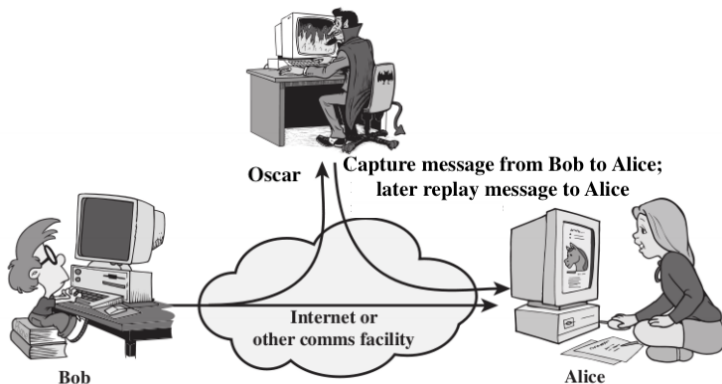 Oscar
Capture message from Bob to Alice;
later replay message to Alice
Internet or
other comms facility
Bob
Alice